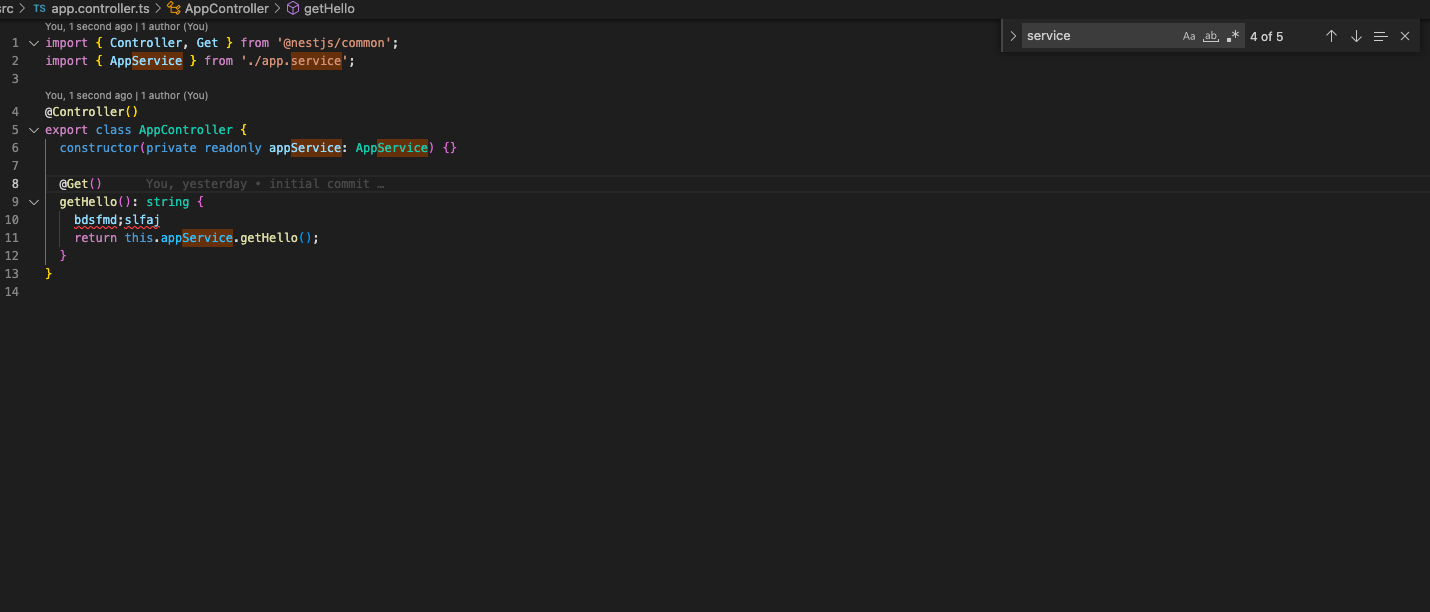 src > TS app.controller.ts > AppController > getHello
service Aa ab .* 4 of 5
You, 1 second ago | 1 author (You)
1 import { Controller, Get } from '@nestjs/common';
2 import { AppService } from './app.service';
3
You, 1 second ago | 1 author (You)
4 @Controller()
5 export class AppController {
6 constructor(private readonly appService: AppService) {}
7
8 @Get() You, yesterday • initial commit …
9 getHello(): string {
10 bdsfmd;slfaj
11 return this.appService.getHello();
12 }
13 }
14